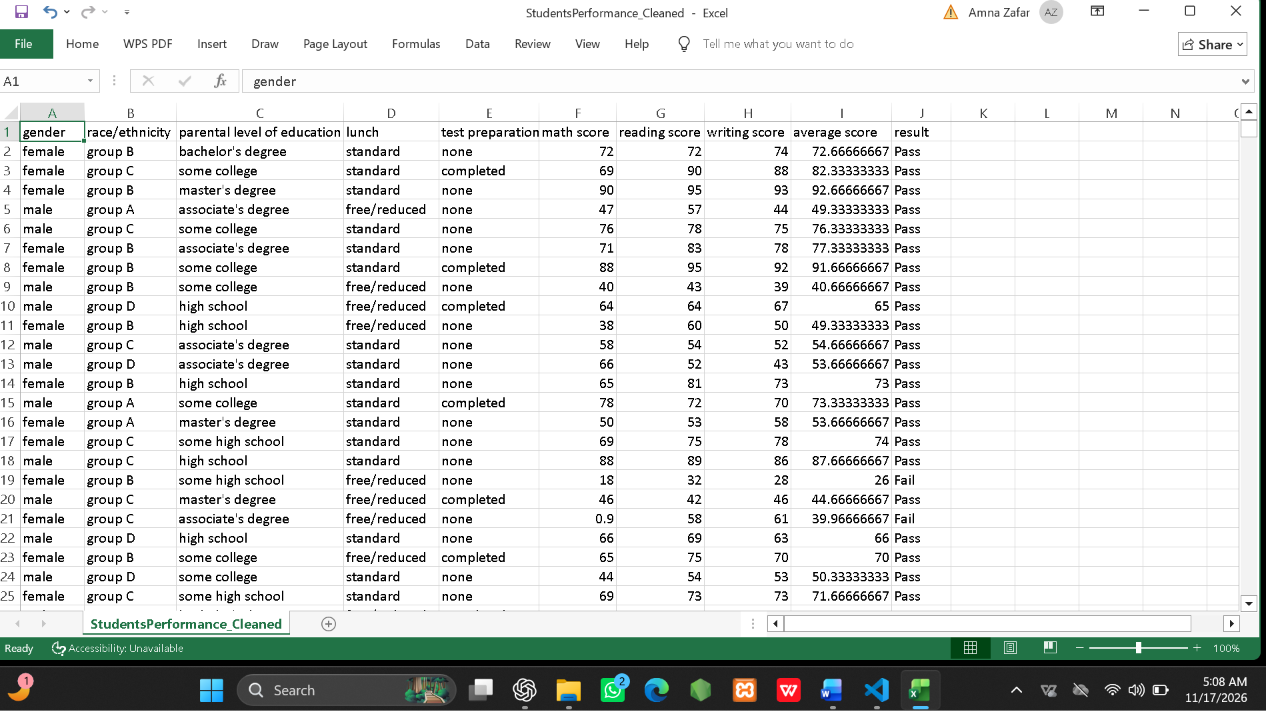 StudentsPerformance_Cleaned - Excel
Amna Zafar AZ
File Home WPS PDF Insert Draw Page Layout Formulas Data Review View Help Tell me what you want to do
Share
A1 fx gender
A B C D E F G H I J K L M N
1 gender race/ethnicity parental level of education lunch test preparation math score reading score writing score average score result
2 female group B bachelor's degree standard none 72 72 74 72.66666667 Pass
3 female group C some college standard completed 69 90 88 82.33333333 Pass
4 female group B master's degree standard none 90 95 93 92.66666667 Pass
5 male group A associate's degree free/reduced none 47 57 44 49.33333333 Pass
6 male group C some college standard none 76 78 75 76.33333333 Pass
7 female group B associate's degree standard none 71 83 78 77.33333333 Pass
8 female group B some college standard completed 88 95 92 91.66666667 Pass
9 male group B some college free/reduced none 40 43 39 40.66666667 Pass
10 male group D high school free/reduced completed 64 64 67 65 Pass
11 female group B high school free/reduced none 38 60 50 49.33333333 Pass
12 male group C associate's degree standard none 58 54 52 54.66666667 Pass
13 male group D associate's degree standard none 66 52 43 53.66666667 Pass
14 female group B high school standard none 65 81 73 73 Pass
15 male group A some college standard completed 78 72 70 73.33333333 Pass
16 female group A master's degree standard none 50 53 58 53.66666667 Pass
17 female group C some high school standard none 69 75 78 74 Pass
18 male group C high school standard none 88 89 86 87.66666667 Pass
19 female group B some high school free/reduced none 18 32 28 26 Fail
20 male group C master's degree free/reduced completed 46 42 46 44.66666667 Pass
21 female group C associate's degree free/reduced none 0.9 58 61 39.96666667 Fail
22 male group D high school standard none 66 69 63 66 Pass
23 female group B some college free/reduced completed 65 75 70 70 Pass
24 male group D some college standard none 44 54 53 50.33333333 Pass
25 female group C some high school standard none 69 73 73 71.66666667 Pass
StudentsPerformance_Cleaned
Ready Accessibility: Unavailable 100%
1 Search 2 5:08 AM
11/17/2026